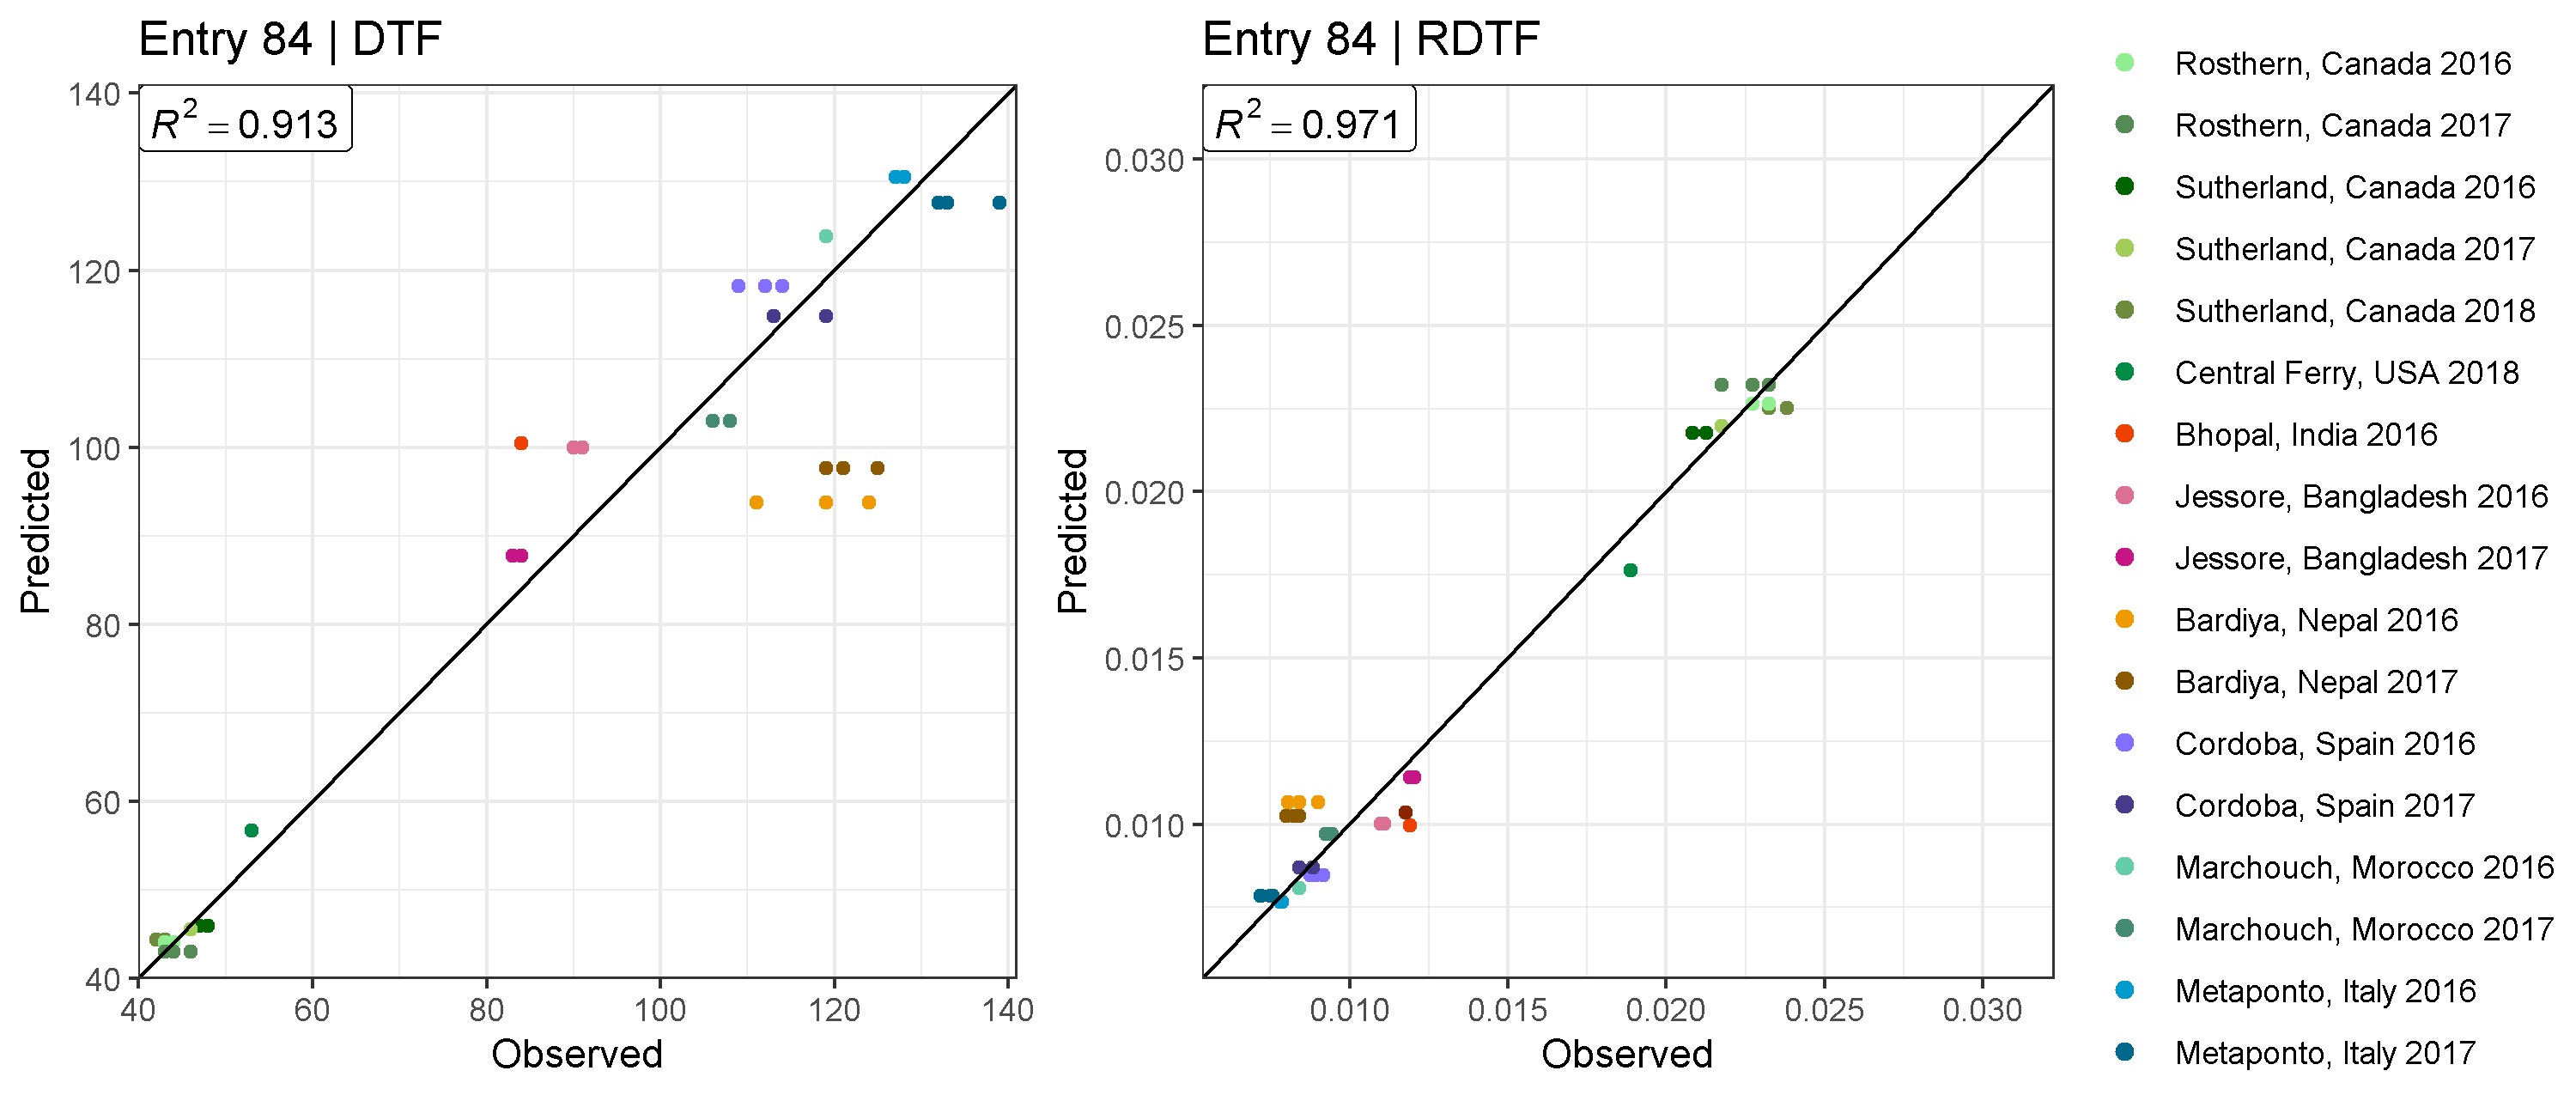 Entry 84 | DTF
R² = 0.913
140
120
100
80
60
40
Predicted
40 60 80 100 120 140
Observed
Entry 84 | RDTF
R² = 0.971
0.030
0.025
0.020
0.015
0.010
Predicted
0.010 0.015 0.020 0.025 0.030
Observed
Rosthern, Canada 2016
Rosthern, Canada 2017
Sutherland, Canada 2016
Sutherland, Canada 2017
Sutherland, Canada 2018
Central Ferry, USA 2018
Bhopal, India 2016
Jessore, Bangladesh 2016
Jessore, Bangladesh 2017
Bardiya, Nepal 2016
Bardiya, Nepal 2017
Cordoba, Spain 2016
Cordoba, Spain 2017
Marchouch, Morocco 2016
Marchouch, Morocco 2017
Metaponto, Italy 2016
Metaponto, Italy 2017